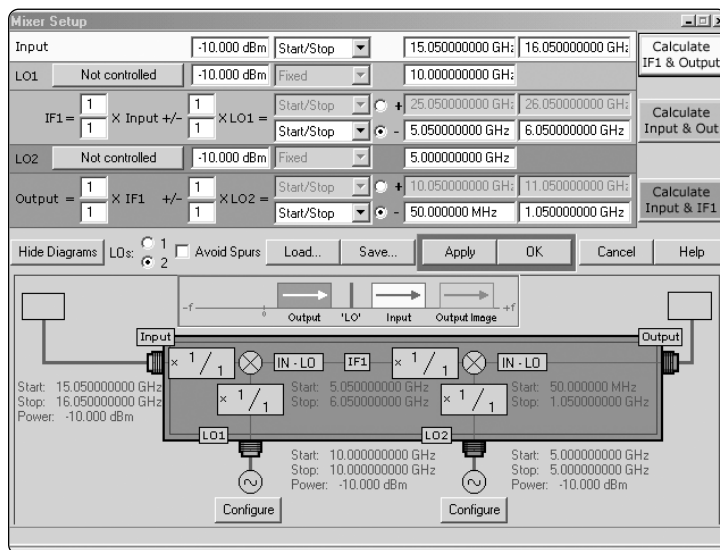 Mixer Setup
Input -10.000 dBm Start/Stop 15.050000000 GHz 16.050000000 GHz Calculate IF1 & Output
LO1 Not controlled -10.000 dBm Fixed 10.000000000 GHz
IF1= 1 1 X Input +/- 1 1 X LO1 = Start/Stop + 25.050000000 GHz 26.050000000 GHz
Start/Stop - 5.050000000 GHz 6.050000000 GHz
Calculate Input & Out
LO2 Not controlled -10.000 dBm Fixed 5.000000000 GHz
Output = 1 1 X IF1 +/- 1 1 X LO2 = Start/Stop + 10.050000000 GHz 11.050000000 GHz
Start/Stop - 50.000000 MHz 1.050000000 GHz
Calculate Input & IF1
Hide Diagrams LOs: 1 2 Avoid Spurs Load... Save... Apply OK Cancel Help
-f 0 Output 'LO' Input Output Image +f
Input Output
× 1/1 IN - LO IF1 × 1/1 IN - LO
× 1/1 × 1/1
Start: 15.050000000 GHz
Stop: 16.050000000 GHz
Power: -10.000 dBm
Start: 5.050000000 GHz
Stop: 6.050000000 GHz
Start: 50.000000 MHz
Stop: 1.050000000 GHz
LO1 LO2
Start: 10.000000000 GHz
Stop: 10.000000000 GHz
Power: -10.000 dBm
Start: 5.000000000 GHz
Stop: 5.000000000 GHz
Power: -10.000 dBm
Configure Configure